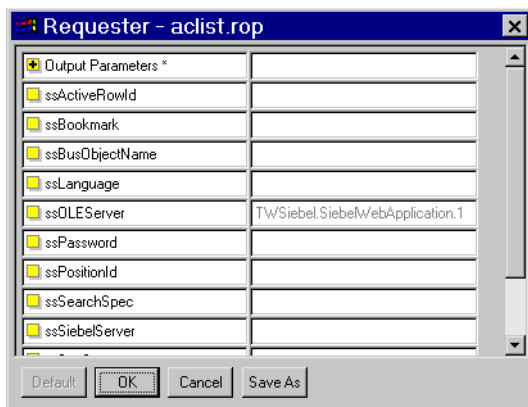 Requester - aclist.rop
Output Parameters *
ssActiveRowId
ssBookmark
ssBusObjectName
ssLanguage
ssOLEServer TWSiebel.SiebelWebApplication.1
ssPassword
ssPositionId
ssSearchSpec
ssSiebelServer
Default OK Cancel Save As